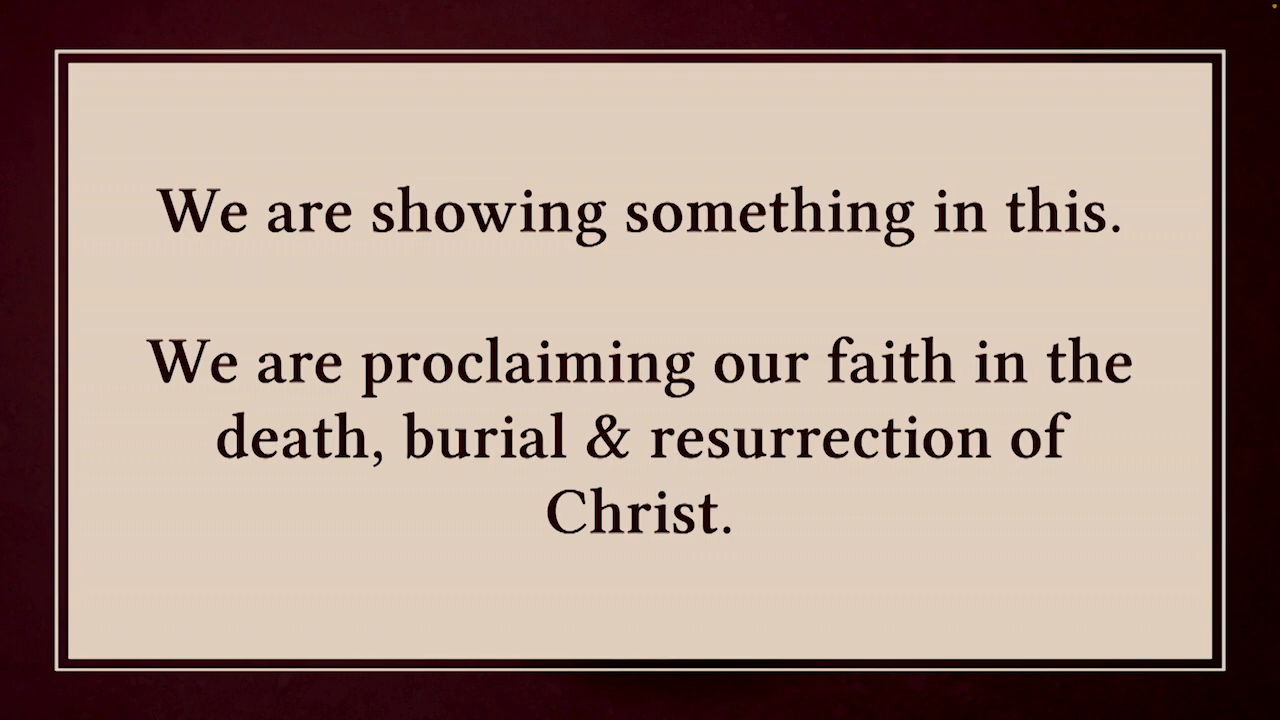 We are showing something in this.
We are proclaiming our faith in the
death, burial & resurrection of
Christ.